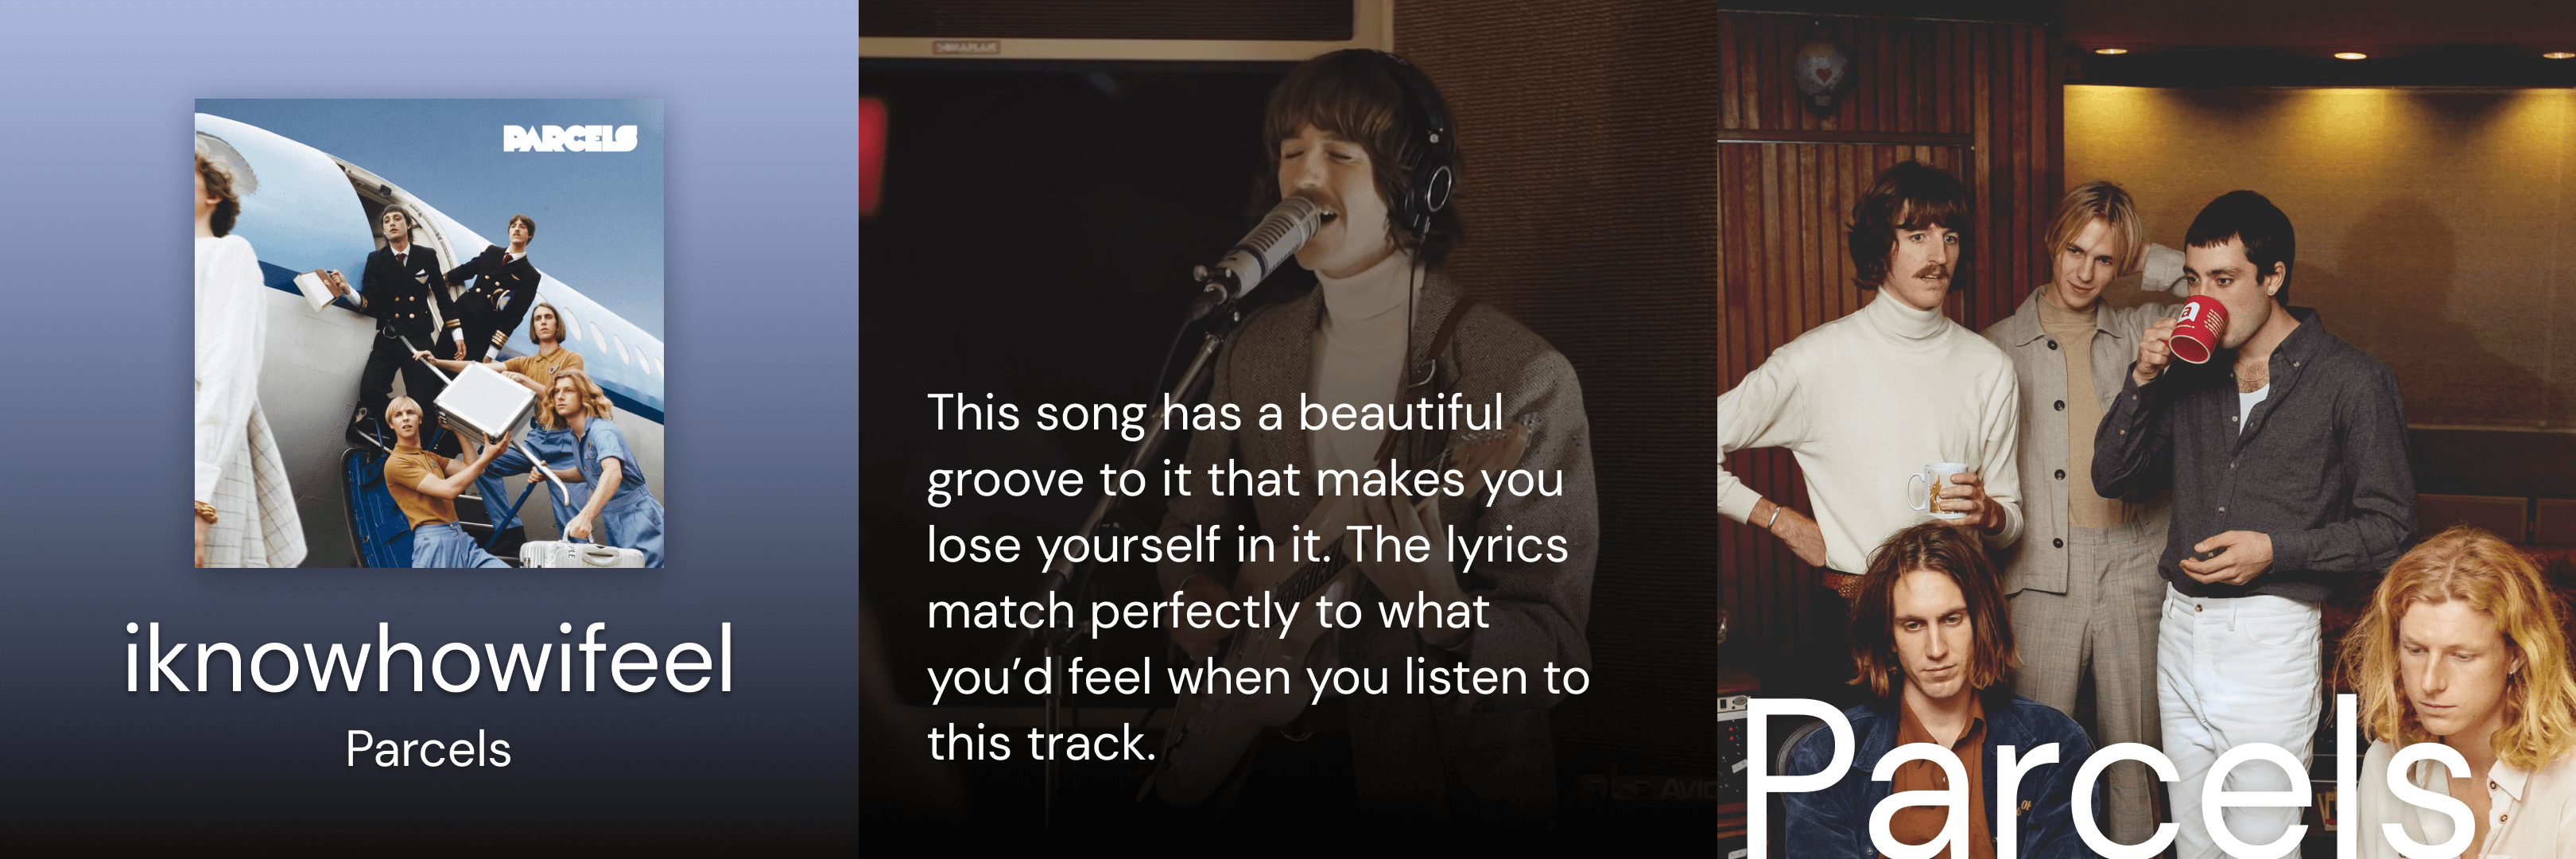 PARCELS
iknowhowifeel
Parcels
This song has a beautiful
groove to it that makes you
lose yourself in it. The lyrics
match perfectly to what
you’d feel when you listen to
this track.
Parcels